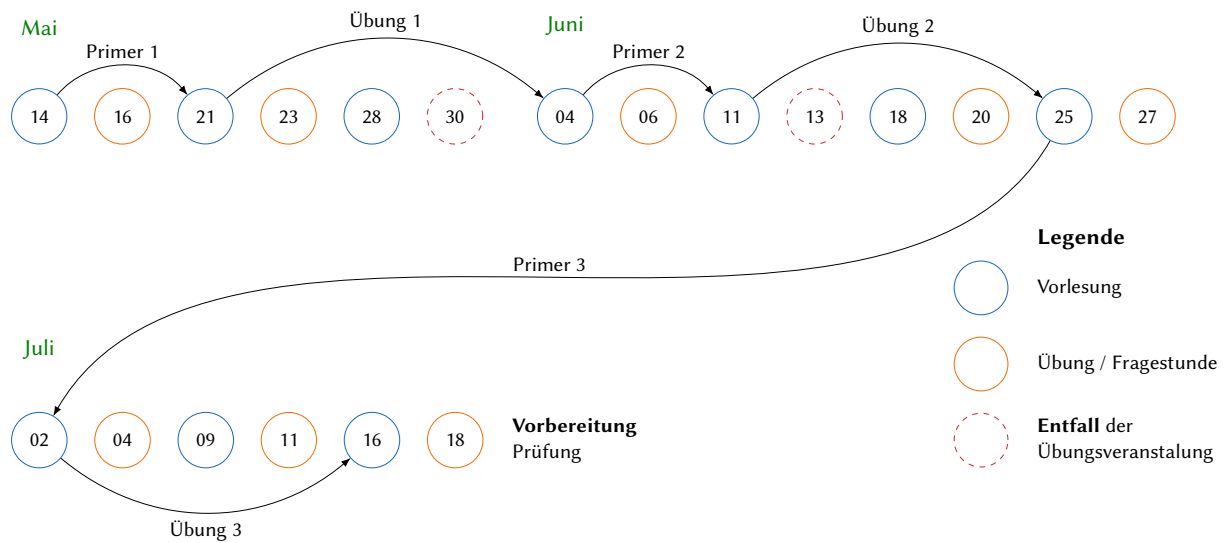 Mai
Juni
Übung 1
Übung 2
Primer 1
Primer 2
14 16 21 23 28 30 04 06 11 13 18 20 25 27
Primer 3
Legende
Vorlesung
Übung / Fragestunde
Entfall der
Übungsveranstalung
Juli
02 04 09 11 16 18
Vorbereitung
Prüfung
Übung 3